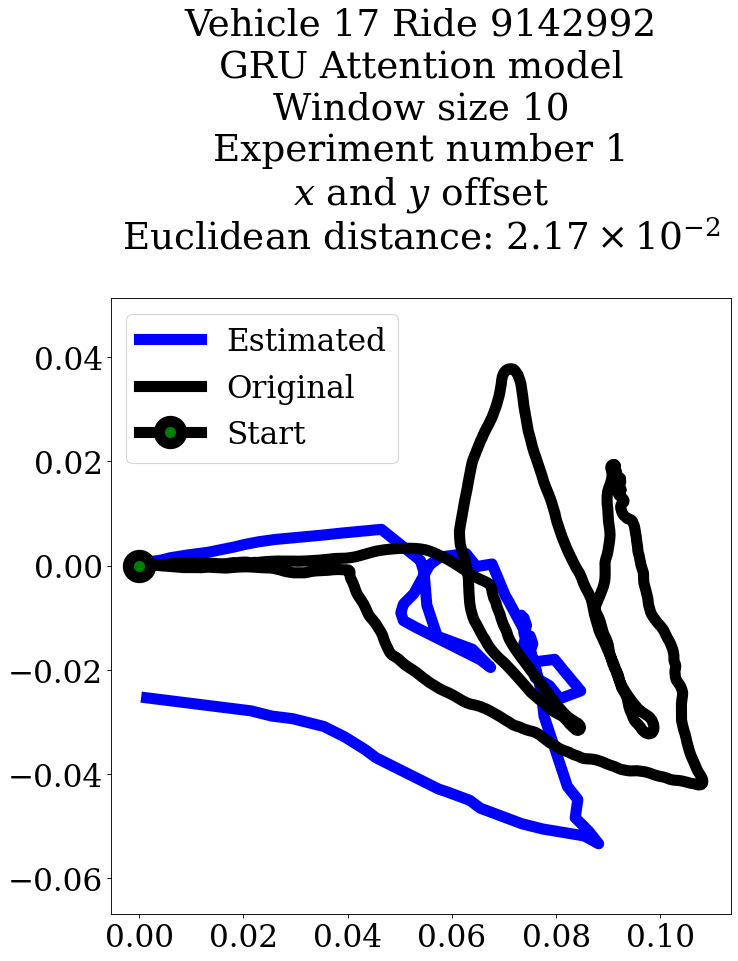 Vehicle 17 Ride 9142992
GRU Attention model
Window size 10
Experiment number 1
x and y offset
Euclidean distance: 2.17 × 10⁻²
Estimated
Original
Start
0.04
0.02
0.00
−0.02
−0.04
−0.06
0.00 0.02 0.04 0.06 0.08 0.10